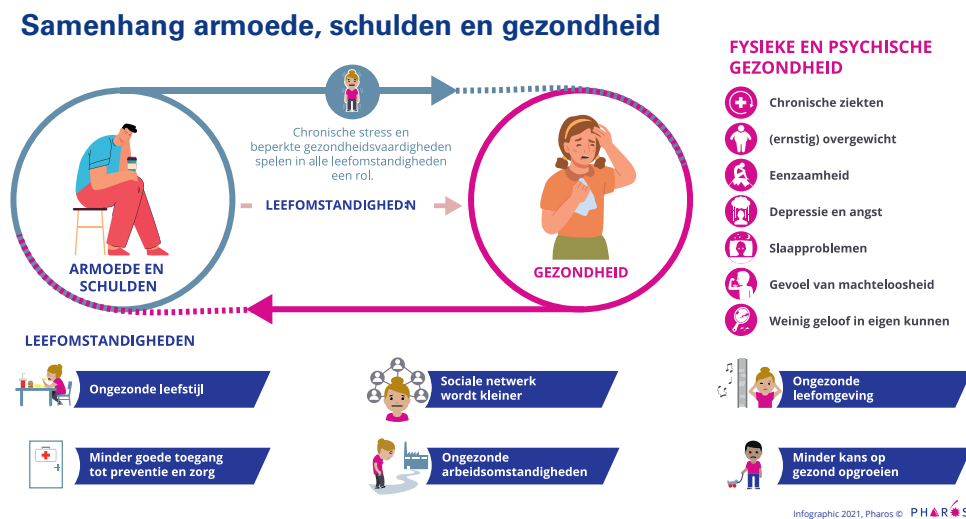 Samenhang armoede, schulden en gezondheid
Chronische stress en
beperkte gezondheidsvaardigheden
spelen in alle leefomstandigheden
een rol.
LEEFOMSTANDIGHEDN
ARMOEDE EN
SCHULDEN
GEZONDHEID
FYSIEKE EN PSYCHISCHE
GEZONDHEID
Chronische ziekten
(ernstig) overgewicht
Eenzaamheid
Depressie en angst
Slaapproblemen
Gevoel van machteloosheid
Weinig geloof in eigen kunnen
LEEFOMSTANDIGHEDEN
Ongezonde leefstijl
Sociale netwerk
wordt kleiner
Ongezonde
leefomgeving
Minder goede toegang
tot preventie en zorg
Ongezonde
arbeidsomstandigheden
Minder kans op
gezond opgroeien
Infographic 2021, Pharos © PHAROS